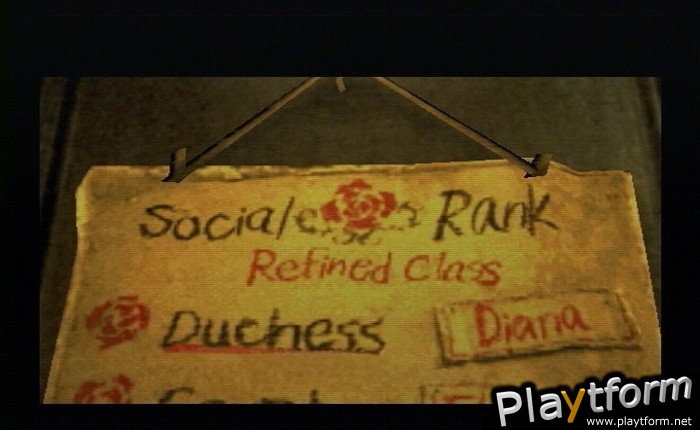 Social Rank
Refined Class
Duchess Diana
Playtform
www.playtform.net